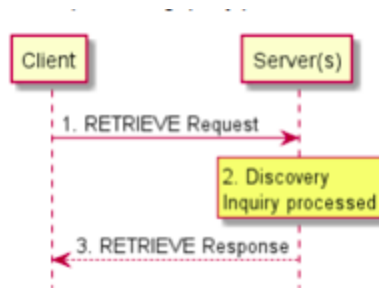 Client
Server(s)
1. RETRIEVE Request
2. Discovery
Inquiry processed
3. RETRIEVE Response